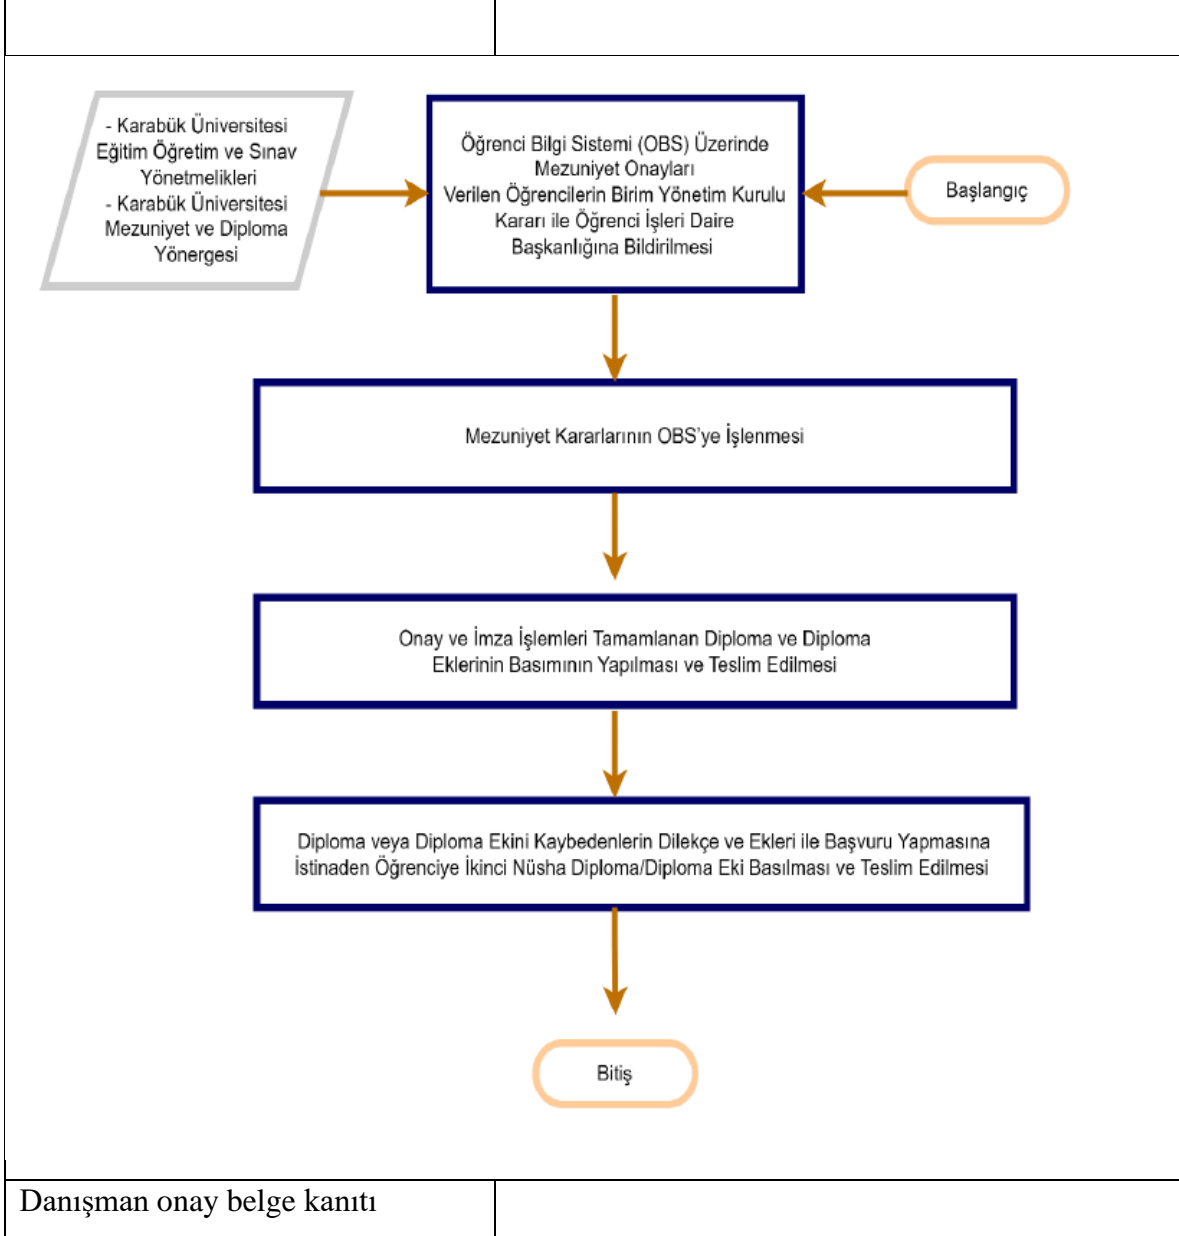 - Karabük Üniversitesi
Eğitim Öğretim ve Sınav
Yönetmelikleri
- Karabük Üniversitesi
Mezuniyet ve Diploma
Yönergesi
Öğrenci Bilgi Sistemi (OBS) Üzerinde
Mezuniyet Onayları
Verilen Öğrencilerin Birim Yönetim Kurulu
Kararı ile Öğrenci İşleri Daire
Başkanlığına Bildirilmesi
Başlangıç
Mezuniyet Kararlarının OBS'ye İşlenmesi
Onay ve İmza İşlemleri Tamamlanan Diploma ve Diploma
Eklerinin Basımının Yapılması ve Teslim Edilmesi
Diploma veya Diploma Ekini Kaybedenlerin Dilekçe ve Ekleri ile Başvuru Yapmasına
İstinaden Öğrenciye İkinci Nüsha Diploma/Diploma Eki Basılması ve Teslim Edilmesi
Bitiş
Danışman onay belge kanıtı